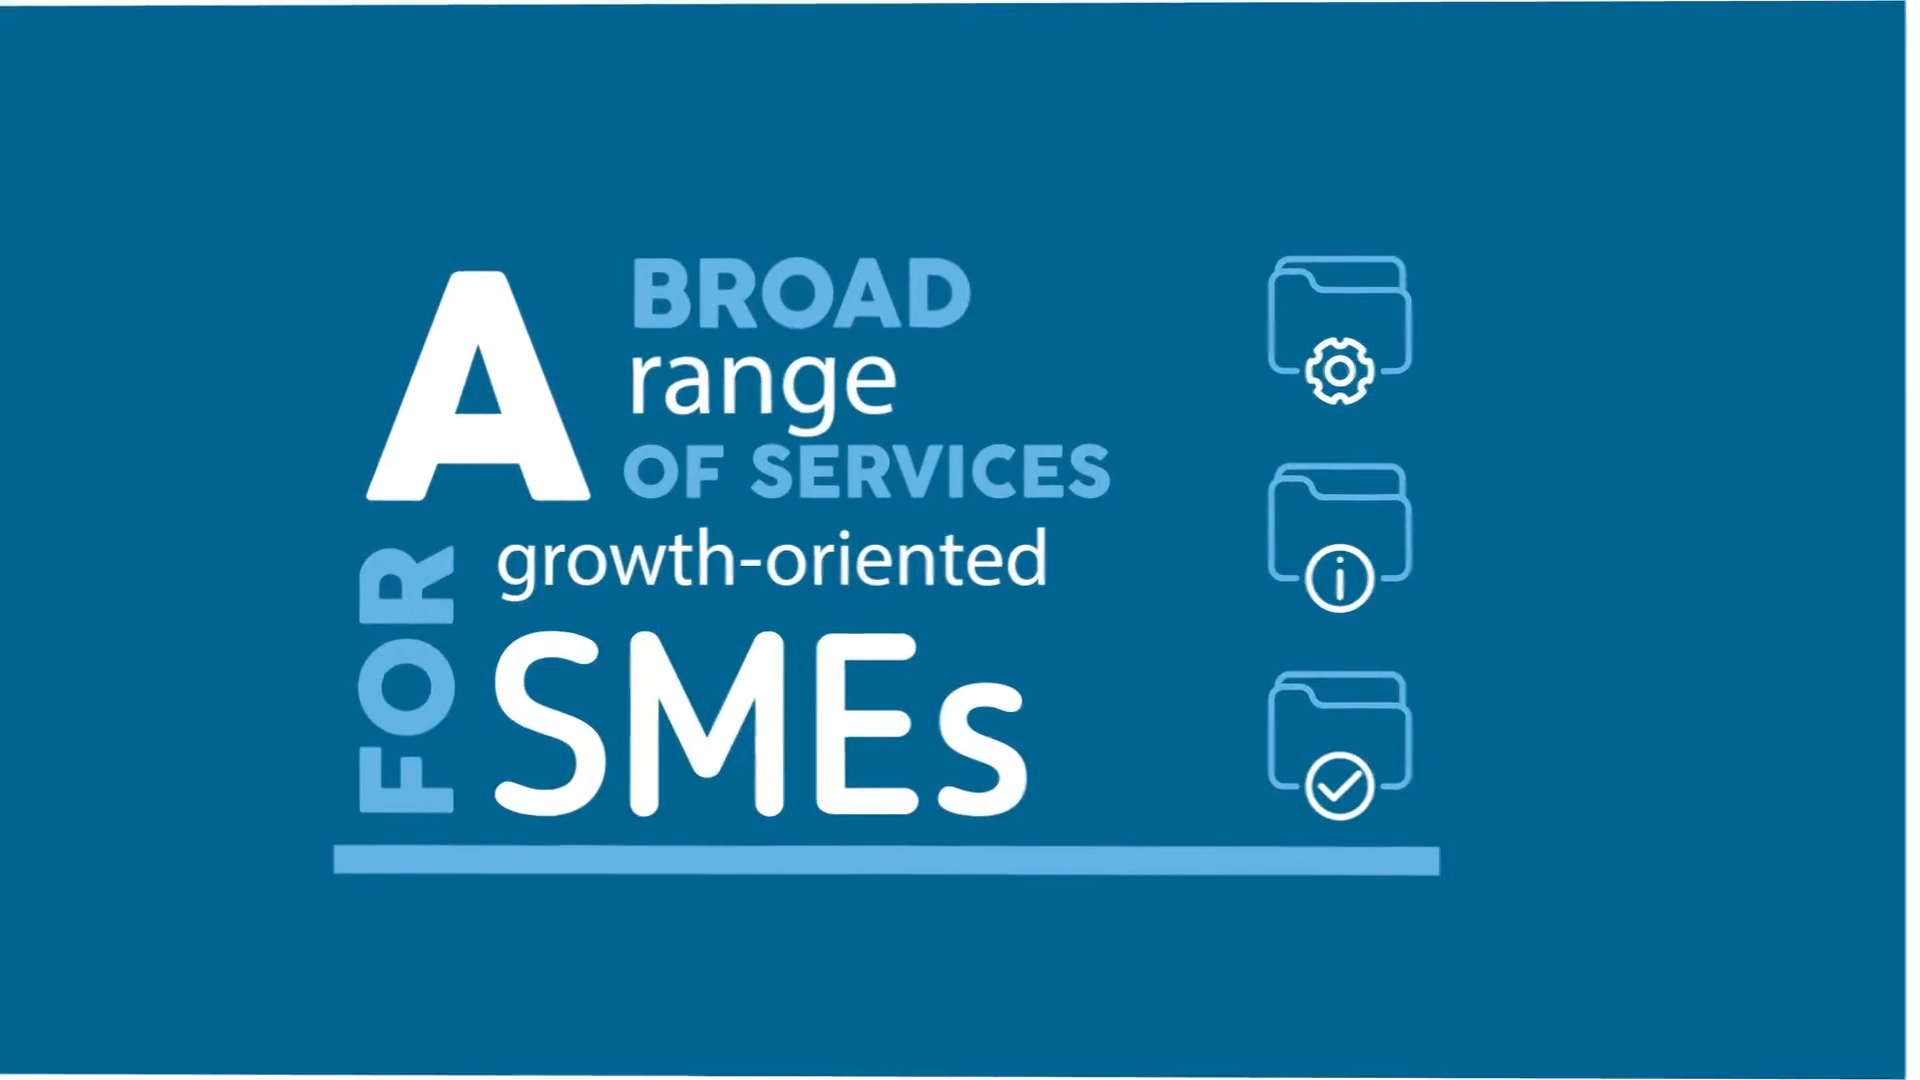 A BROAD
range
OF SERVICES
FOR growth-oriented
SMEs
i